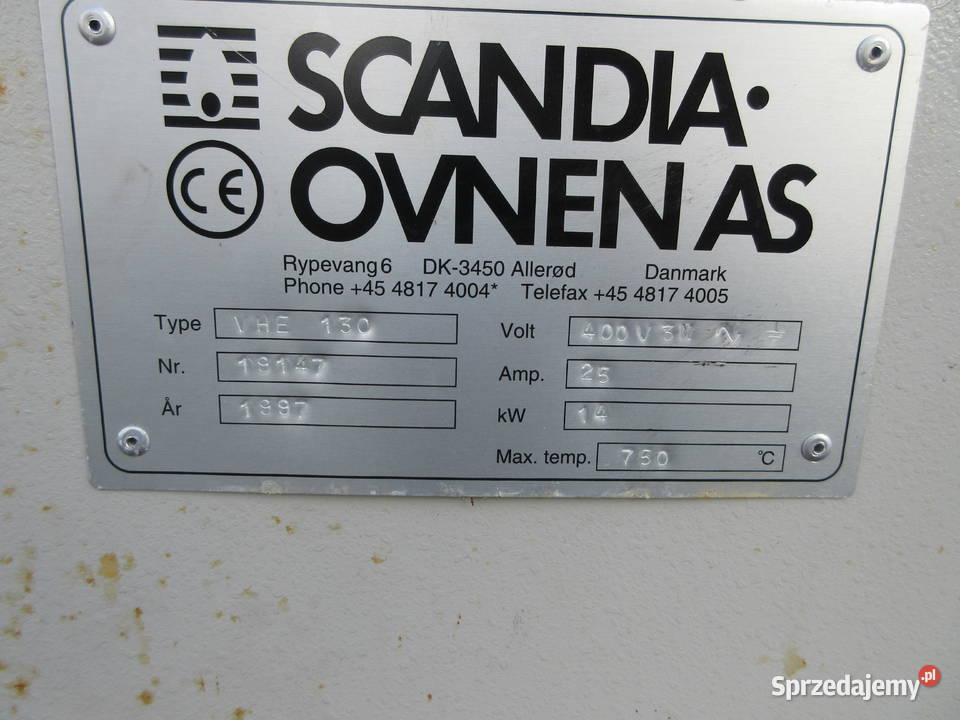 SCANDIA·
CE OVNEN AS
Rypevang 6 DK-3450 Allerød Danmark
Phone +45 4817 4004* Telefax +45 4817 4005
Type VHE 130
Nr. 19147
År 1997
Volt 400V 3N ~ =
Amp. 25
kW 14
Max. temp. 750 °C
Sprzedajemy.pl